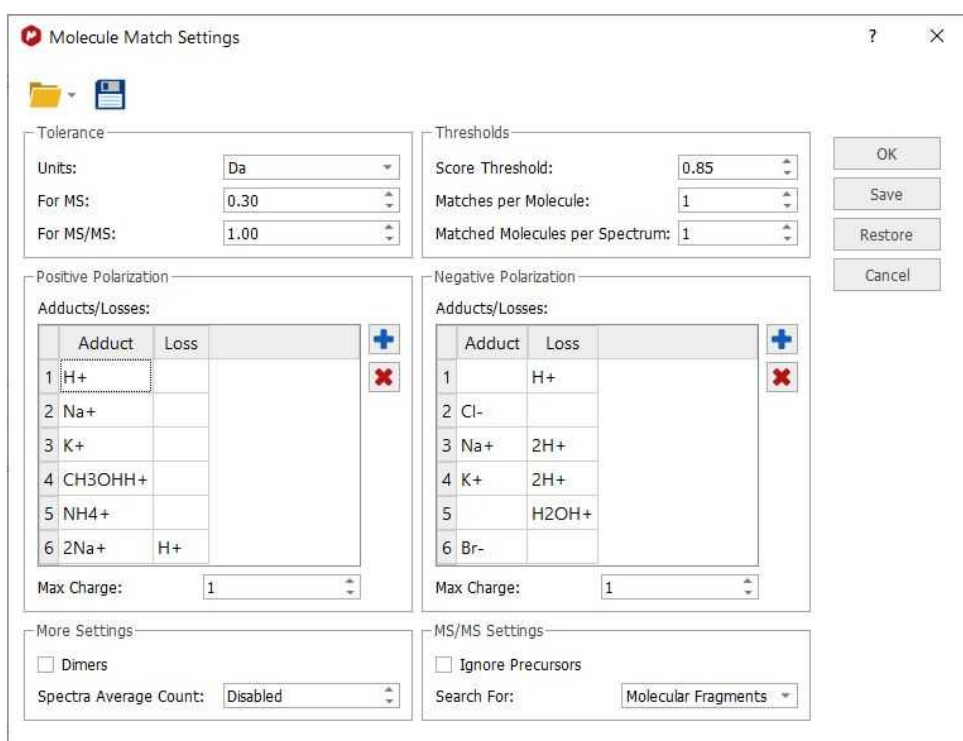 Molecule Match Settings
?
Tolerance
Units: Da
For MS: 0.30
For MS/MS: 1.00
Thresholds
Score Threshold: 0.85
Matches per Molecule: 1
Matched Molecules per Spectrum: 1
OK
Save
Restore
Cancel
Positive Polarization
Adducts/Losses:
Adduct Loss
1 H+
2 Na+
3 K+
4 CH3OHH+
5 NH4+
6 2Na+ H+
Max Charge: 1
Negative Polarization
Adducts/Losses:
Adduct Loss
1 H+
2 Cl-
3 Na+ 2H+
4 K+ 2H+
5 H2OH+
6 Br-
Max Charge: 1
More Settings
Dimers
Spectra Average Count: Disabled
MS/MS Settings
Ignore Precursors
Search For: Molecular Fragments